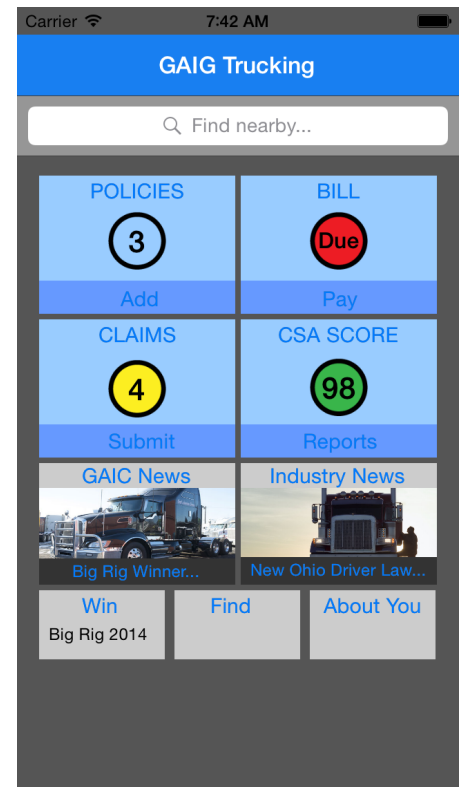 Carrier 7:42 AM
GAIG Trucking
Find nearby...
POLICIES BILL
3 Due
Add Pay
CLAIMS CSA SCORE
4 98
Submit Reports
GAIC News Industry News
Big Rig Winner... New Ohio Driver Law...
Win Find About You
Big Rig 2014